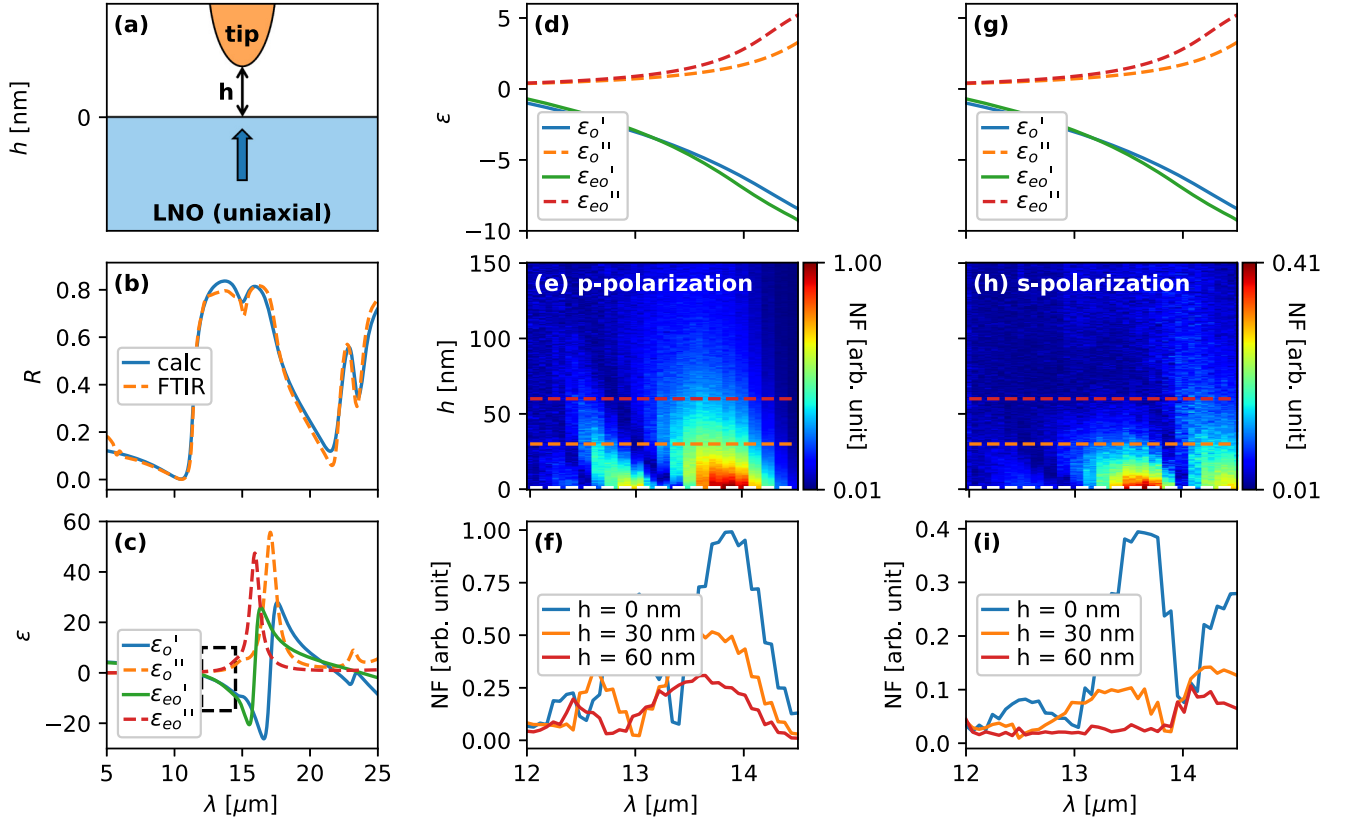 (a)
tip
h
h [nm]
0
LNO (uniaxial)
(b)
R
0.8
0.6
0.4
0.2
0.0
calc
FTIR
(c)
ε
60
40
20
0
−20
εo'
εo''
εeo'
εeo''
5
10
15
20
25
λ [μm]
(d)
ε
5
0
−5
−10
εo'
εo''
εeo'
εeo''
(e) p-polarization
h [nm]
150
100
50
0
1.00
0.01
NF [arb. unit]
(f)
NF [arb. unit]
1.00
0.75
0.50
0.25
0.00
h = 0 nm
h = 30 nm
h = 60 nm
12
13
14
λ [μm]
(g)
εo'
εo''
εeo'
εeo''
(h) s-polarization
0.41
0.01
NF [arb. unit]
(i)
NF [arb. unit]
0.4
0.3
0.2
0.1
0.0
h = 0 nm
h = 30 nm
h = 60 nm
12
13
14
λ [μm]